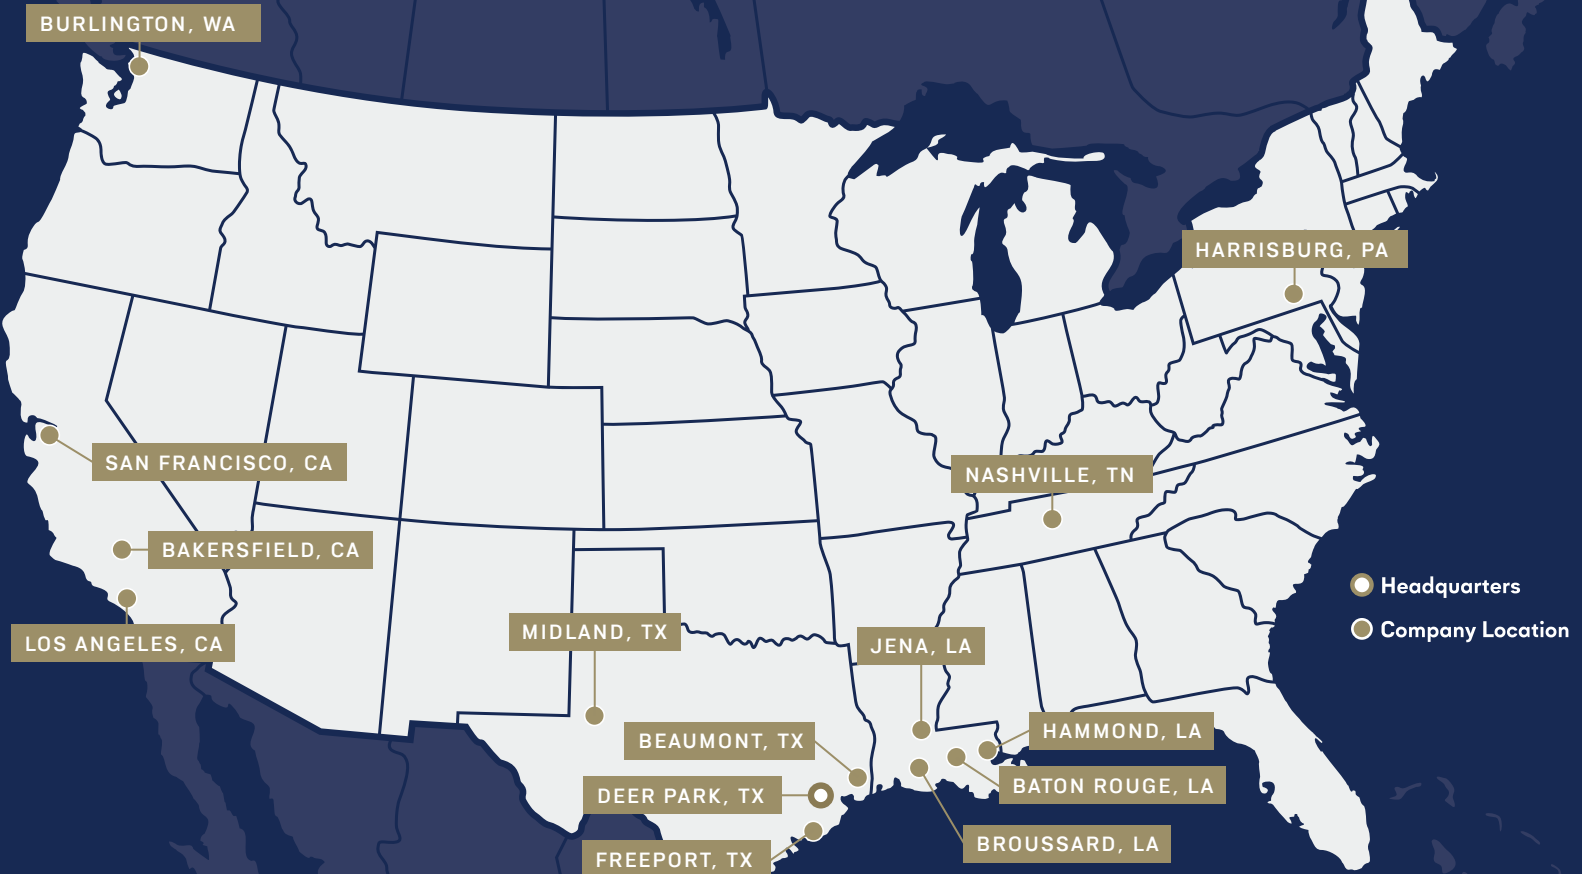 BURLINGTON, WA
HARRISBURG, PA
SAN FRANCISCO, CA
NASHVILLE, TN
BAKERSFIELD, CA
Headquarters
Company Location
LOS ANGELES, CA
MIDLAND, TX
JENA, LA
BEAUMONT, TX
HAMMOND, LA
DEER PARK, TX
BATON ROUGE, LA
BROUSSARD, LA
FREEPORT, TX